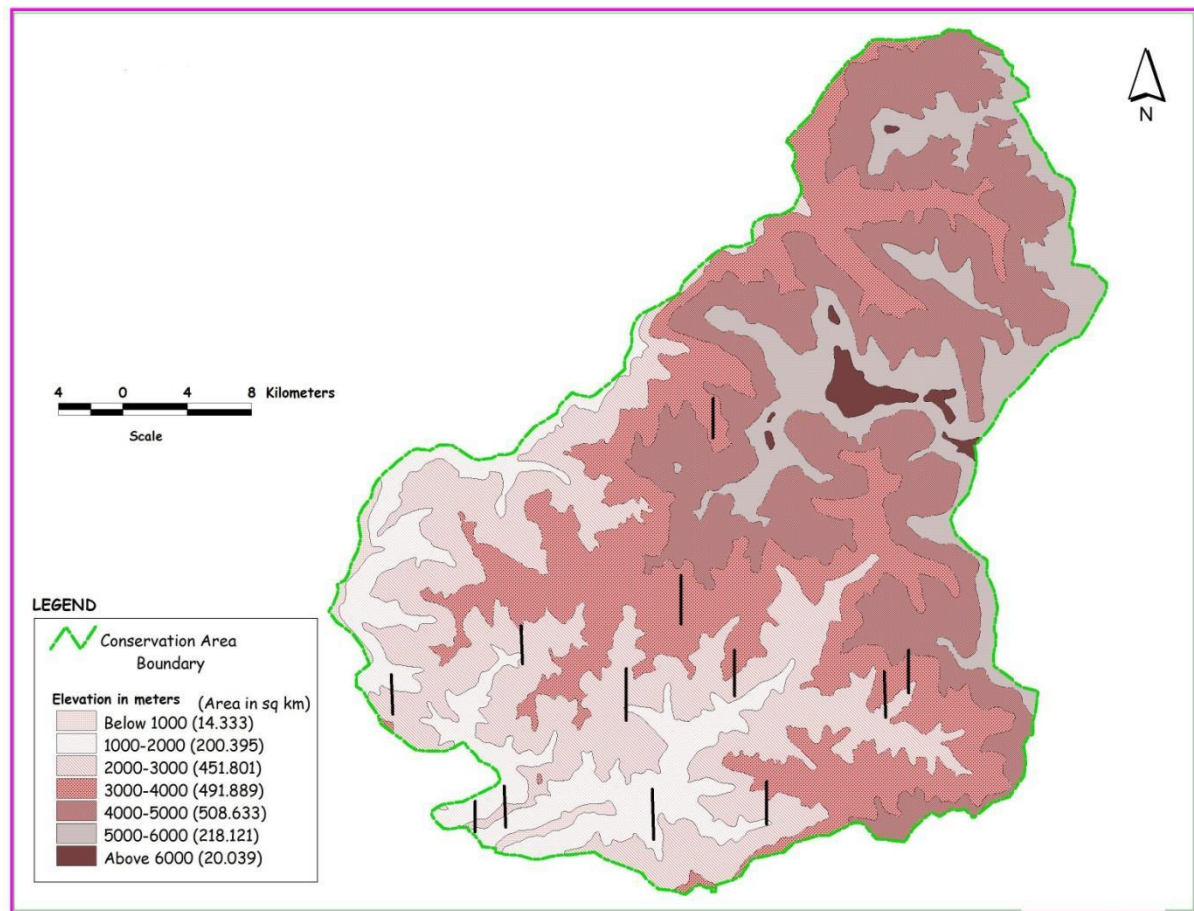 N
4 0 4 8 Kilometers
Scale
LEGEND
Conservation Area
Boundary
Elevation in meters (Area in sq km)
Below 1000 (14.333)
1000-2000 (200.395)
2000-3000 (451.801)
3000-4000 (491.889)
4000-5000 (508.633)
5000-6000 (218.121)
Above 6000 (20.039)